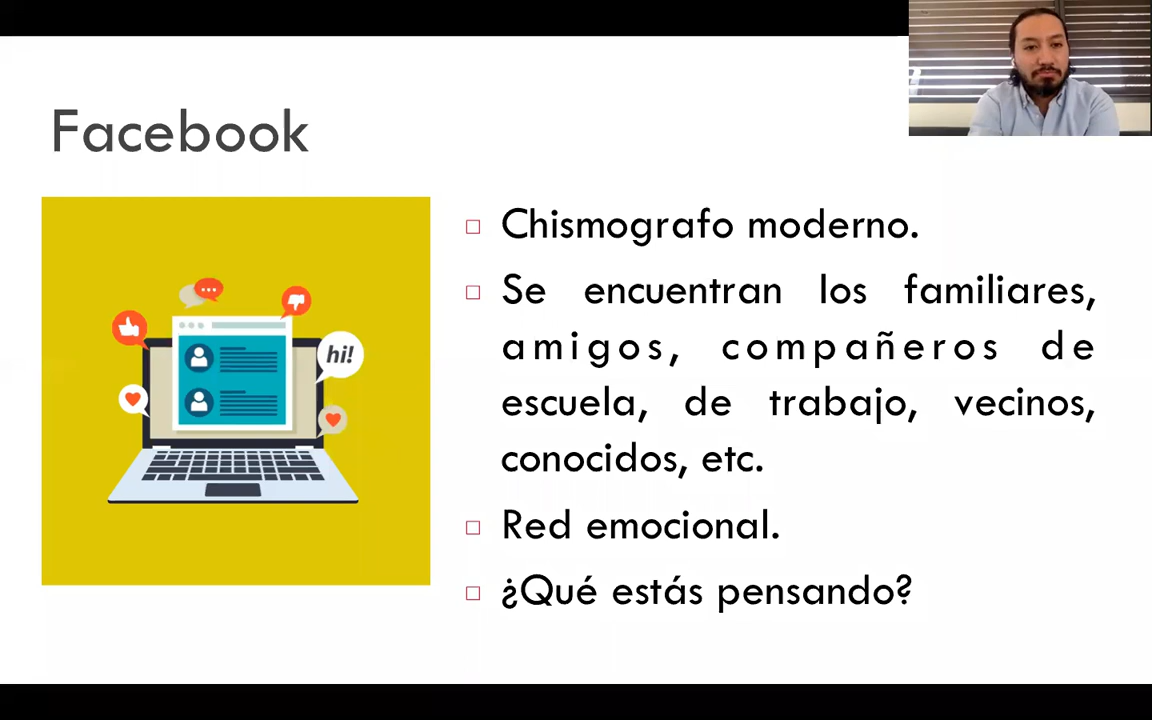 Facebook
hi!
Chismografo moderno.
Se encuentran los familiares,
amigos, compañeros de
escuela, de trabajo, vecinos,
conocidos, etc.
Red emocional.
¿Qué estás pensando?